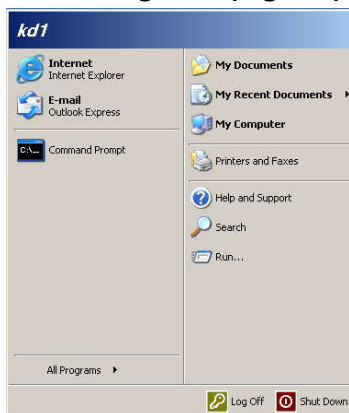 kd1
Internet
Internet Explorer
E-mail
Outlook Express
C:\_
Command Prompt
All Programs
My Documents
My Recent Documents
My Computer
Printers and Faxes
Help and Support
Search
Run...
Log Off
Shut Down